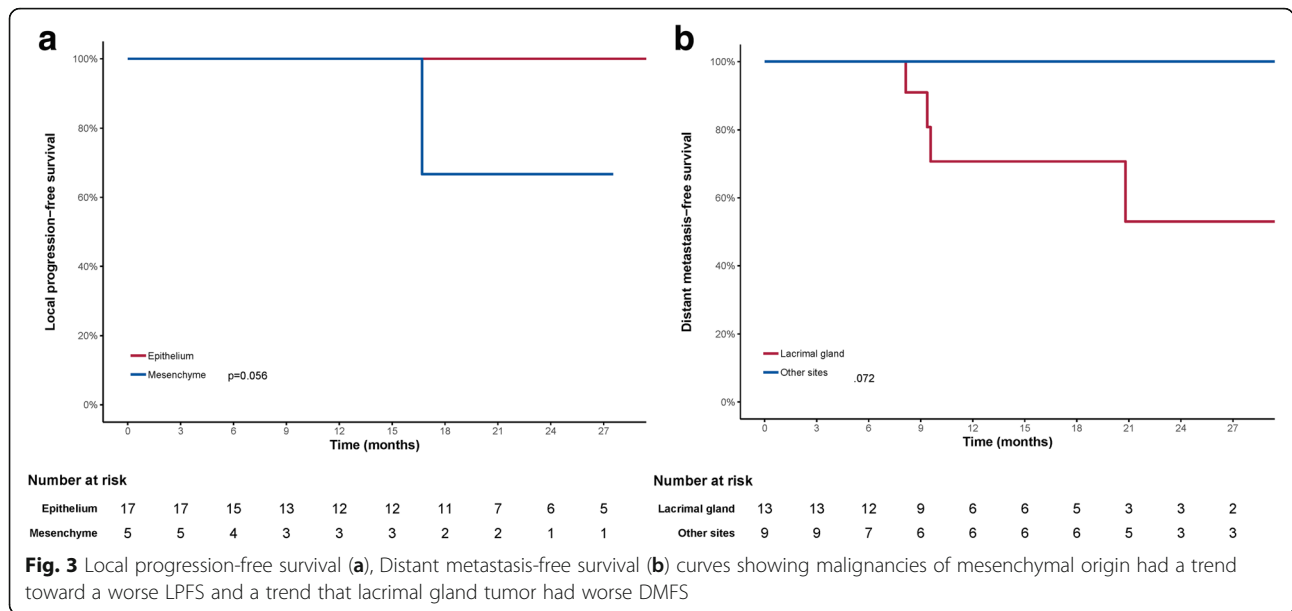 a
100%
80%
60%
40%
20%
0%
Local progression-free survival
Epithelium
Mesenchyme p=0.056
0 3 6 9 12 15 18 21 24 27
Time (months)
Number at risk
Epithelium 17 17 15 13 12 12 11 7 6 5
Mesenchyme 5 5 4 3 3 3 2 2 1 1
b
100%
80%
60%
40%
20%
0%
Distant metastasis-free survival
Lacrimal gland
Other sites .072
0 3 6 9 12 15 18 21 24 27
Time (months)
Number at risk
Lacrimal gland 13 13 12 9 6 6 5 3 3 2
Other sites 9 9 7 6 6 6 6 5 3 3
Fig. 3 Local progression-free survival (a), Distant metastasis-free survival (b) curves showing malignancies of mesenchymal origin had a trend
toward a worse LPFS and a trend that lacrimal gland tumor had worse DMFS